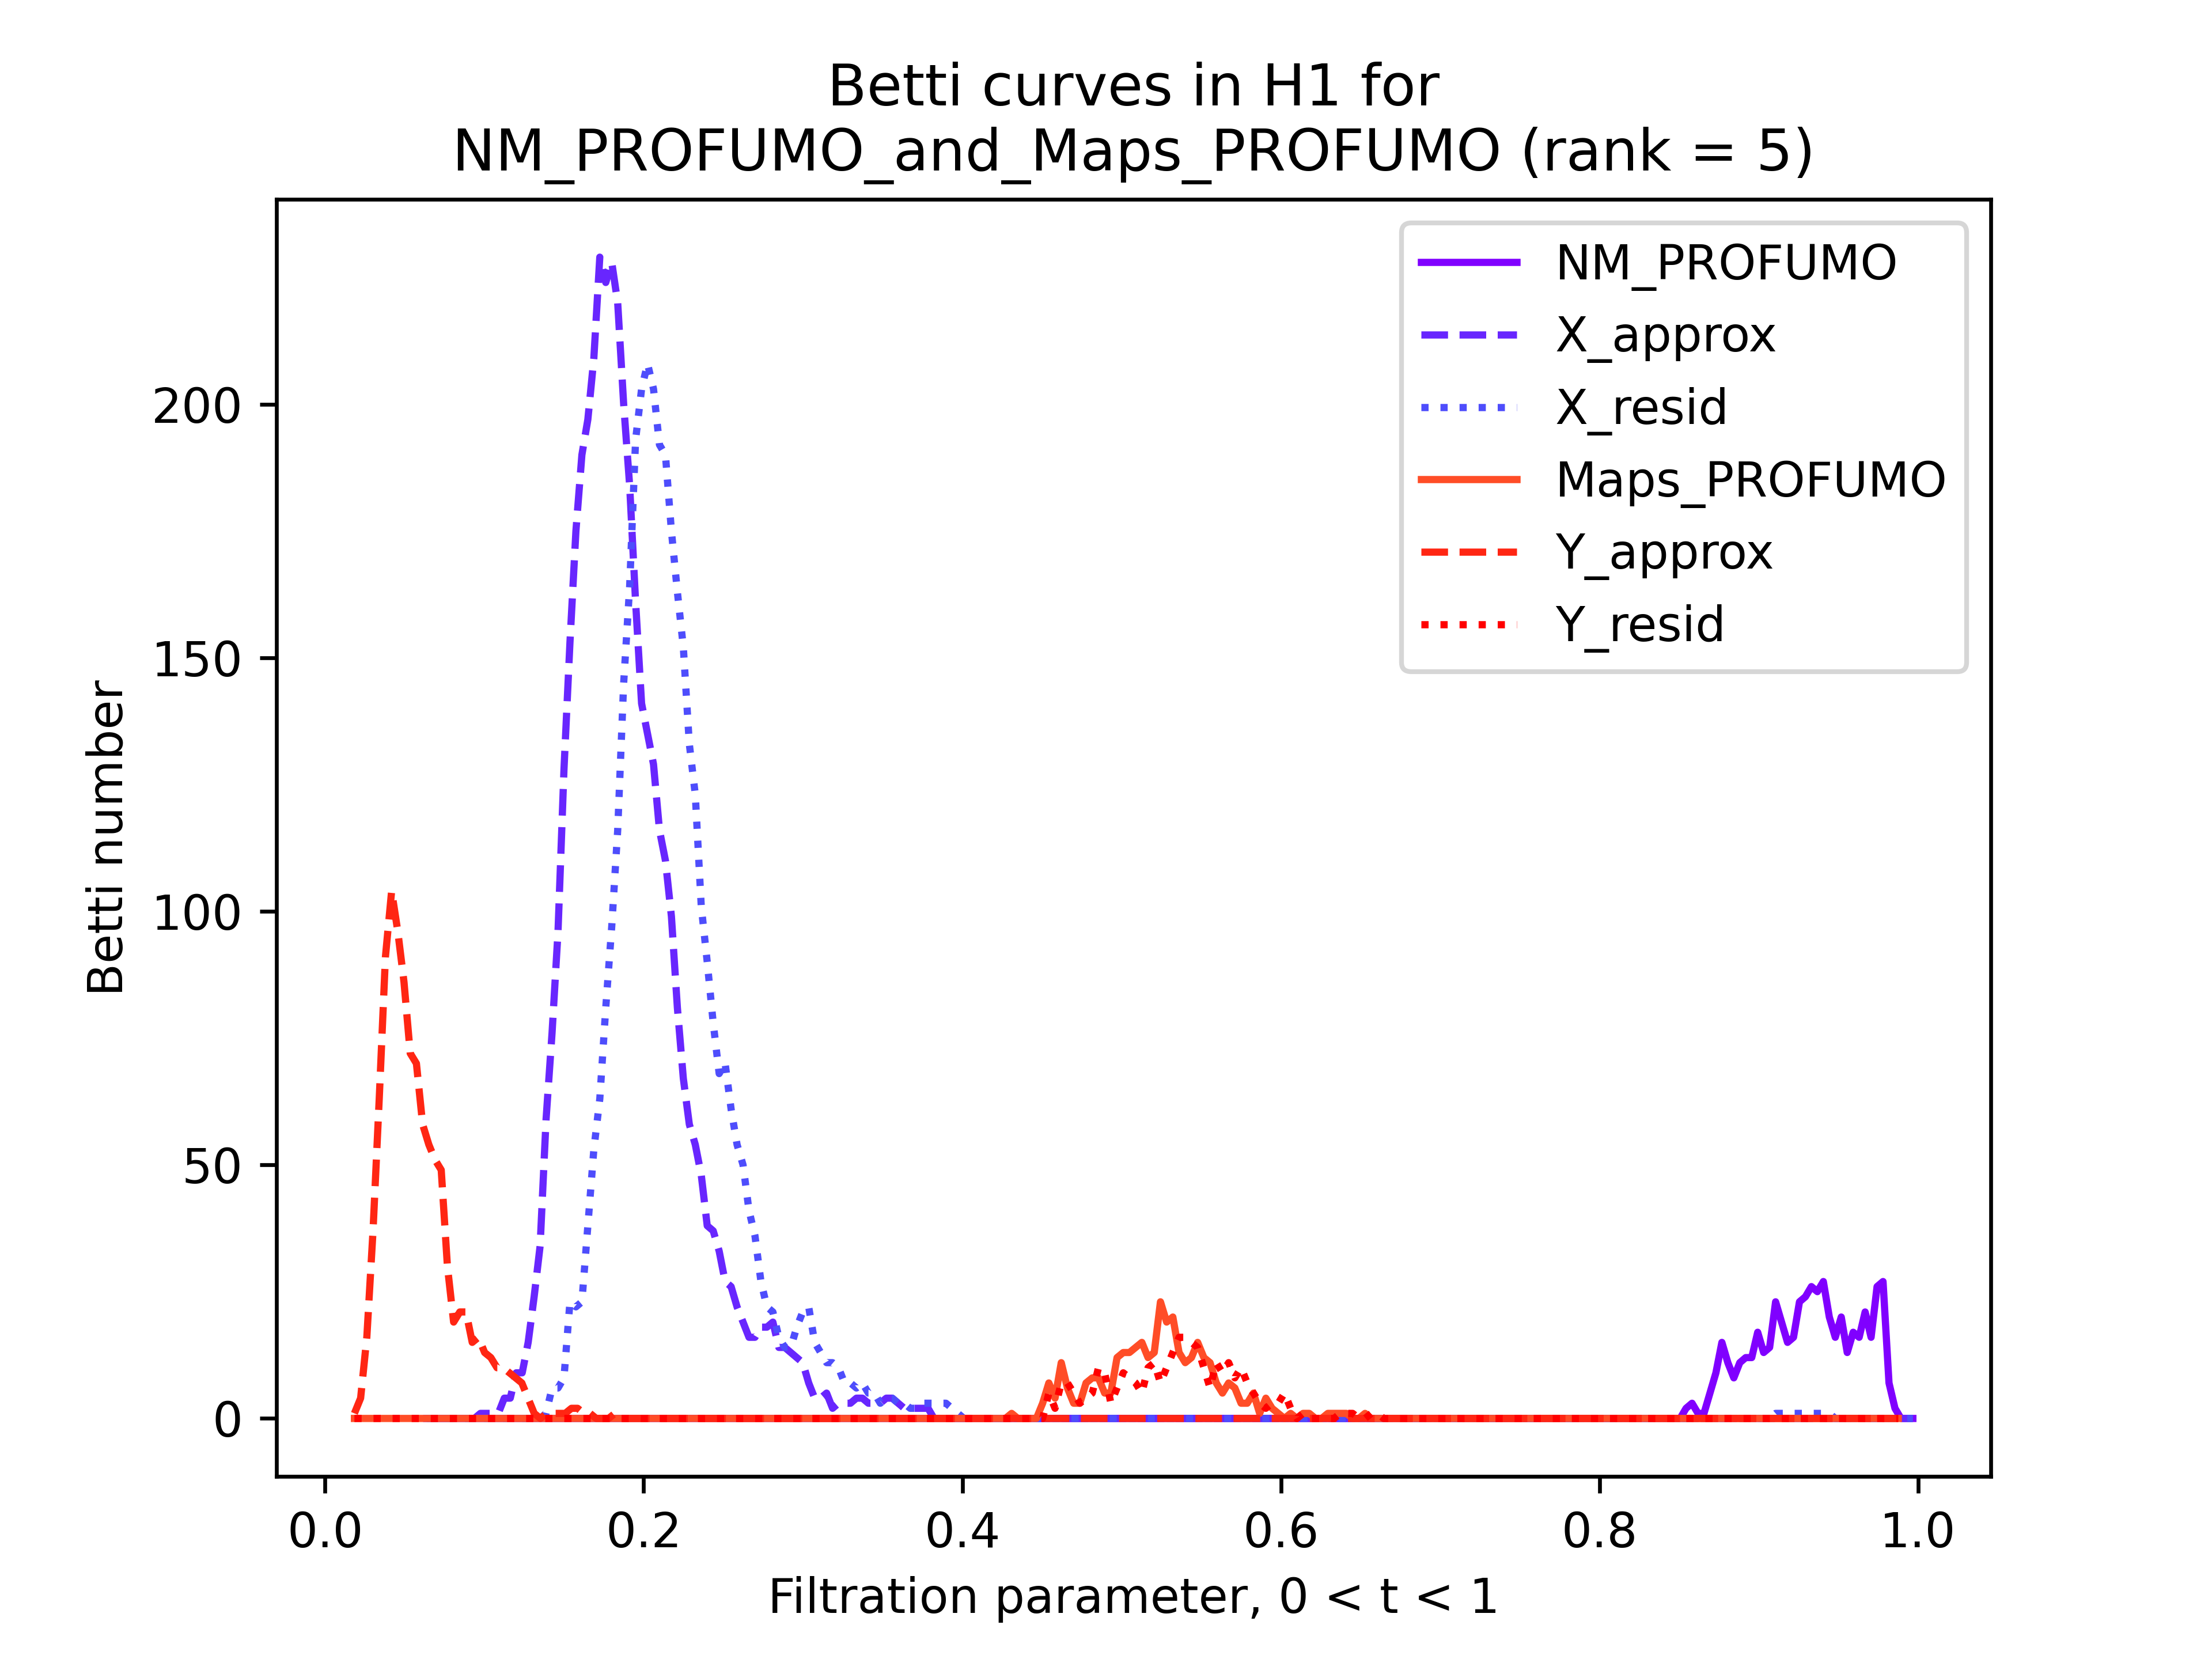 Betti curves in H1 for
NM_PROFUMO_and_Maps_PROFUMO (rank = 5)
NM_PROFUMO
X_approx
X_resid
Maps_PROFUMO
Y_approx
Y_resid
Betti number
200
150
100
50
0
0.0 0.2 0.4 0.6 0.8 1.0
Filtration parameter, 0 < t < 1